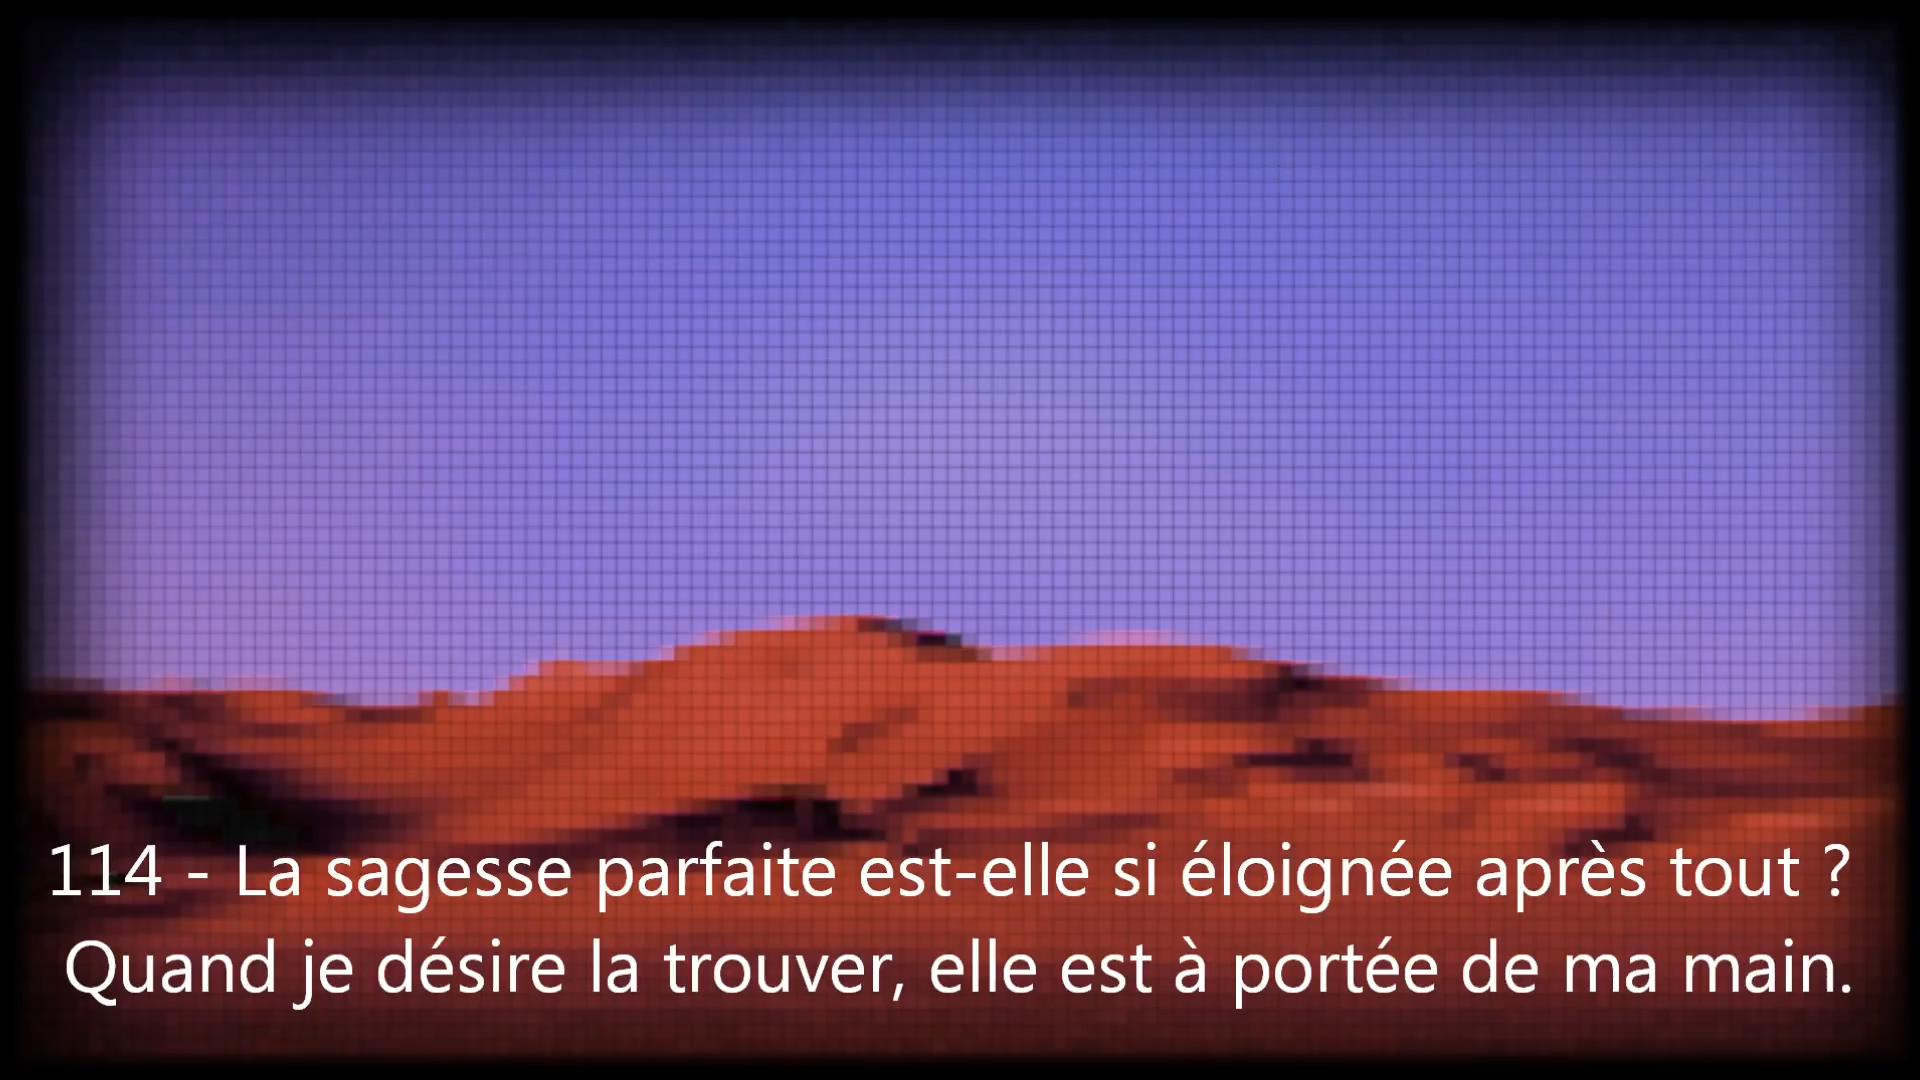 114 - La sagesse parfaite est-elle si éloignée après tout ?
Quand je désire la trouver, elle est à portée de ma main.